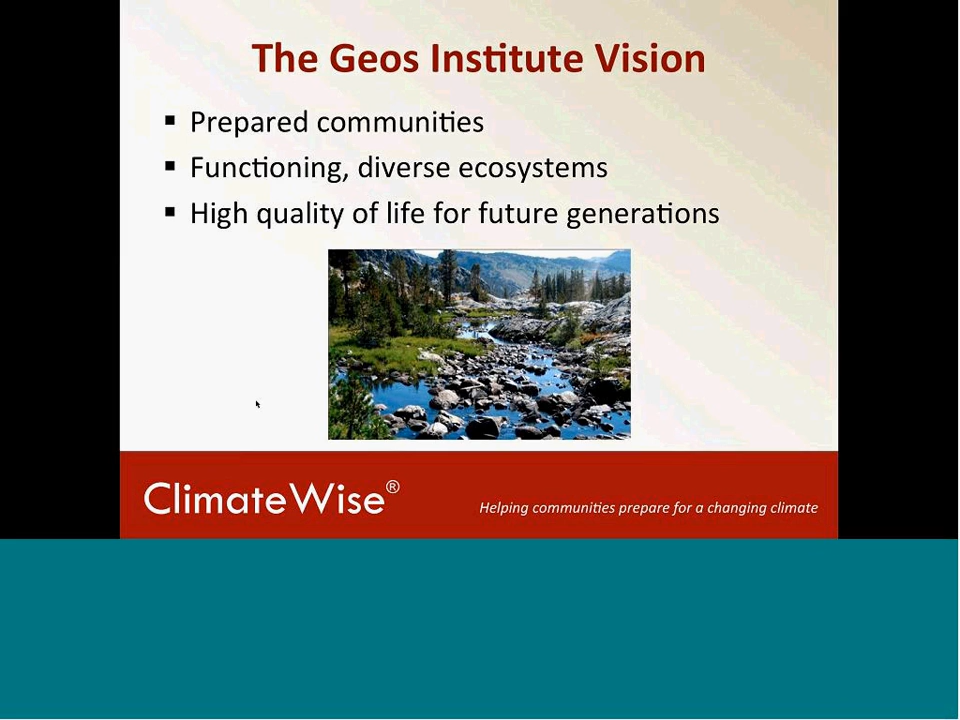 The Geos Institute Vision
▪ Prepared communities
▪ Functioning, diverse ecosystems
▪ High quality of life for future generations
ClimateWise®
Helping communities prepare for a changing climate